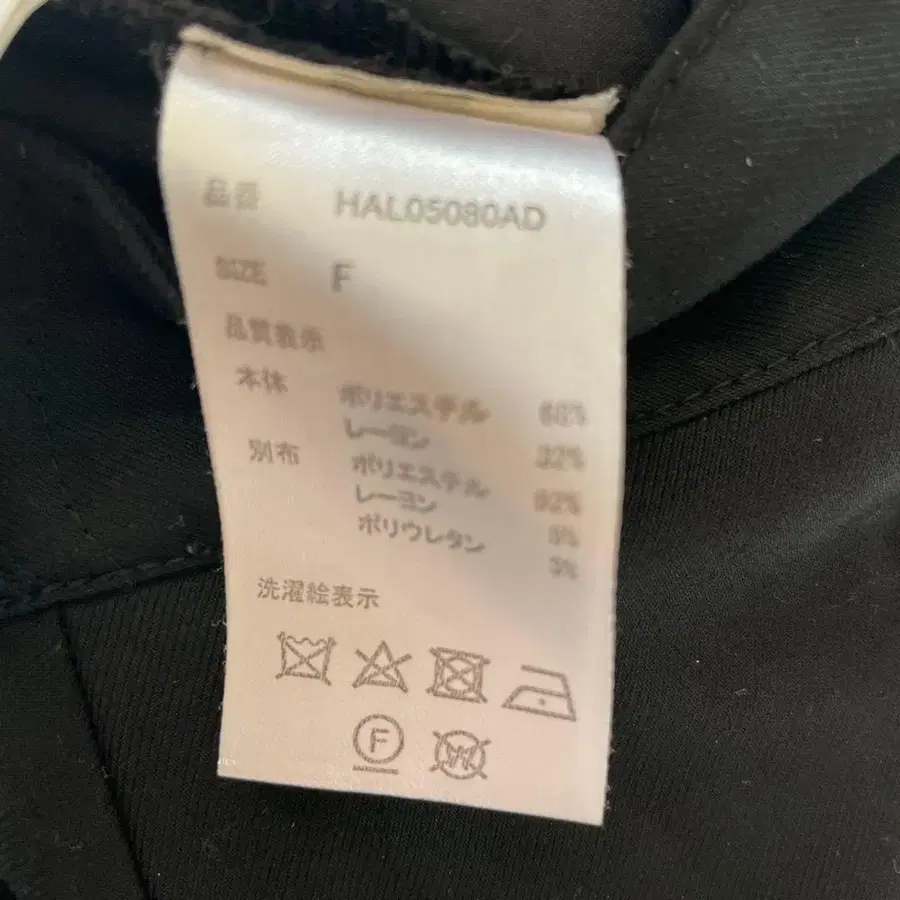 品番 HAL05080AD
SIZE F
品質表示
本体 ポリエステル
レーヨン 32%
別布 ポリエステル 92%
レーヨン 5%
ポリウレタン 3%
洗濯絵表示
F
W